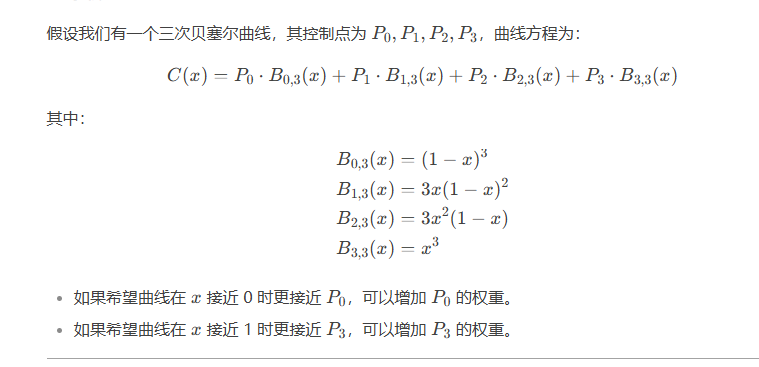 假设我们有一个三次贝塞尔曲线，其控制点为 P₀, P₁, P₂, P₃，曲线方程为：
C(x) = P₀ · B₀,₃(x) + P₁ · B₁,₃(x) + P₂ · B₂,₃(x) + P₃ · B₃,₃(x)
其中：
B₀,₃(x) = (1 − x)³
B₁,₃(x) = 3x(1 − x)²
B₂,₃(x) = 3x²(1 − x)
B₃,₃(x) = x³
• 如果希望曲线在 x 接近 0 时更接近 P₀，可以增加 P₀ 的权重。
• 如果希望曲线在 x 接近 1 时更接近 P₃，可以增加 P₃ 的权重。